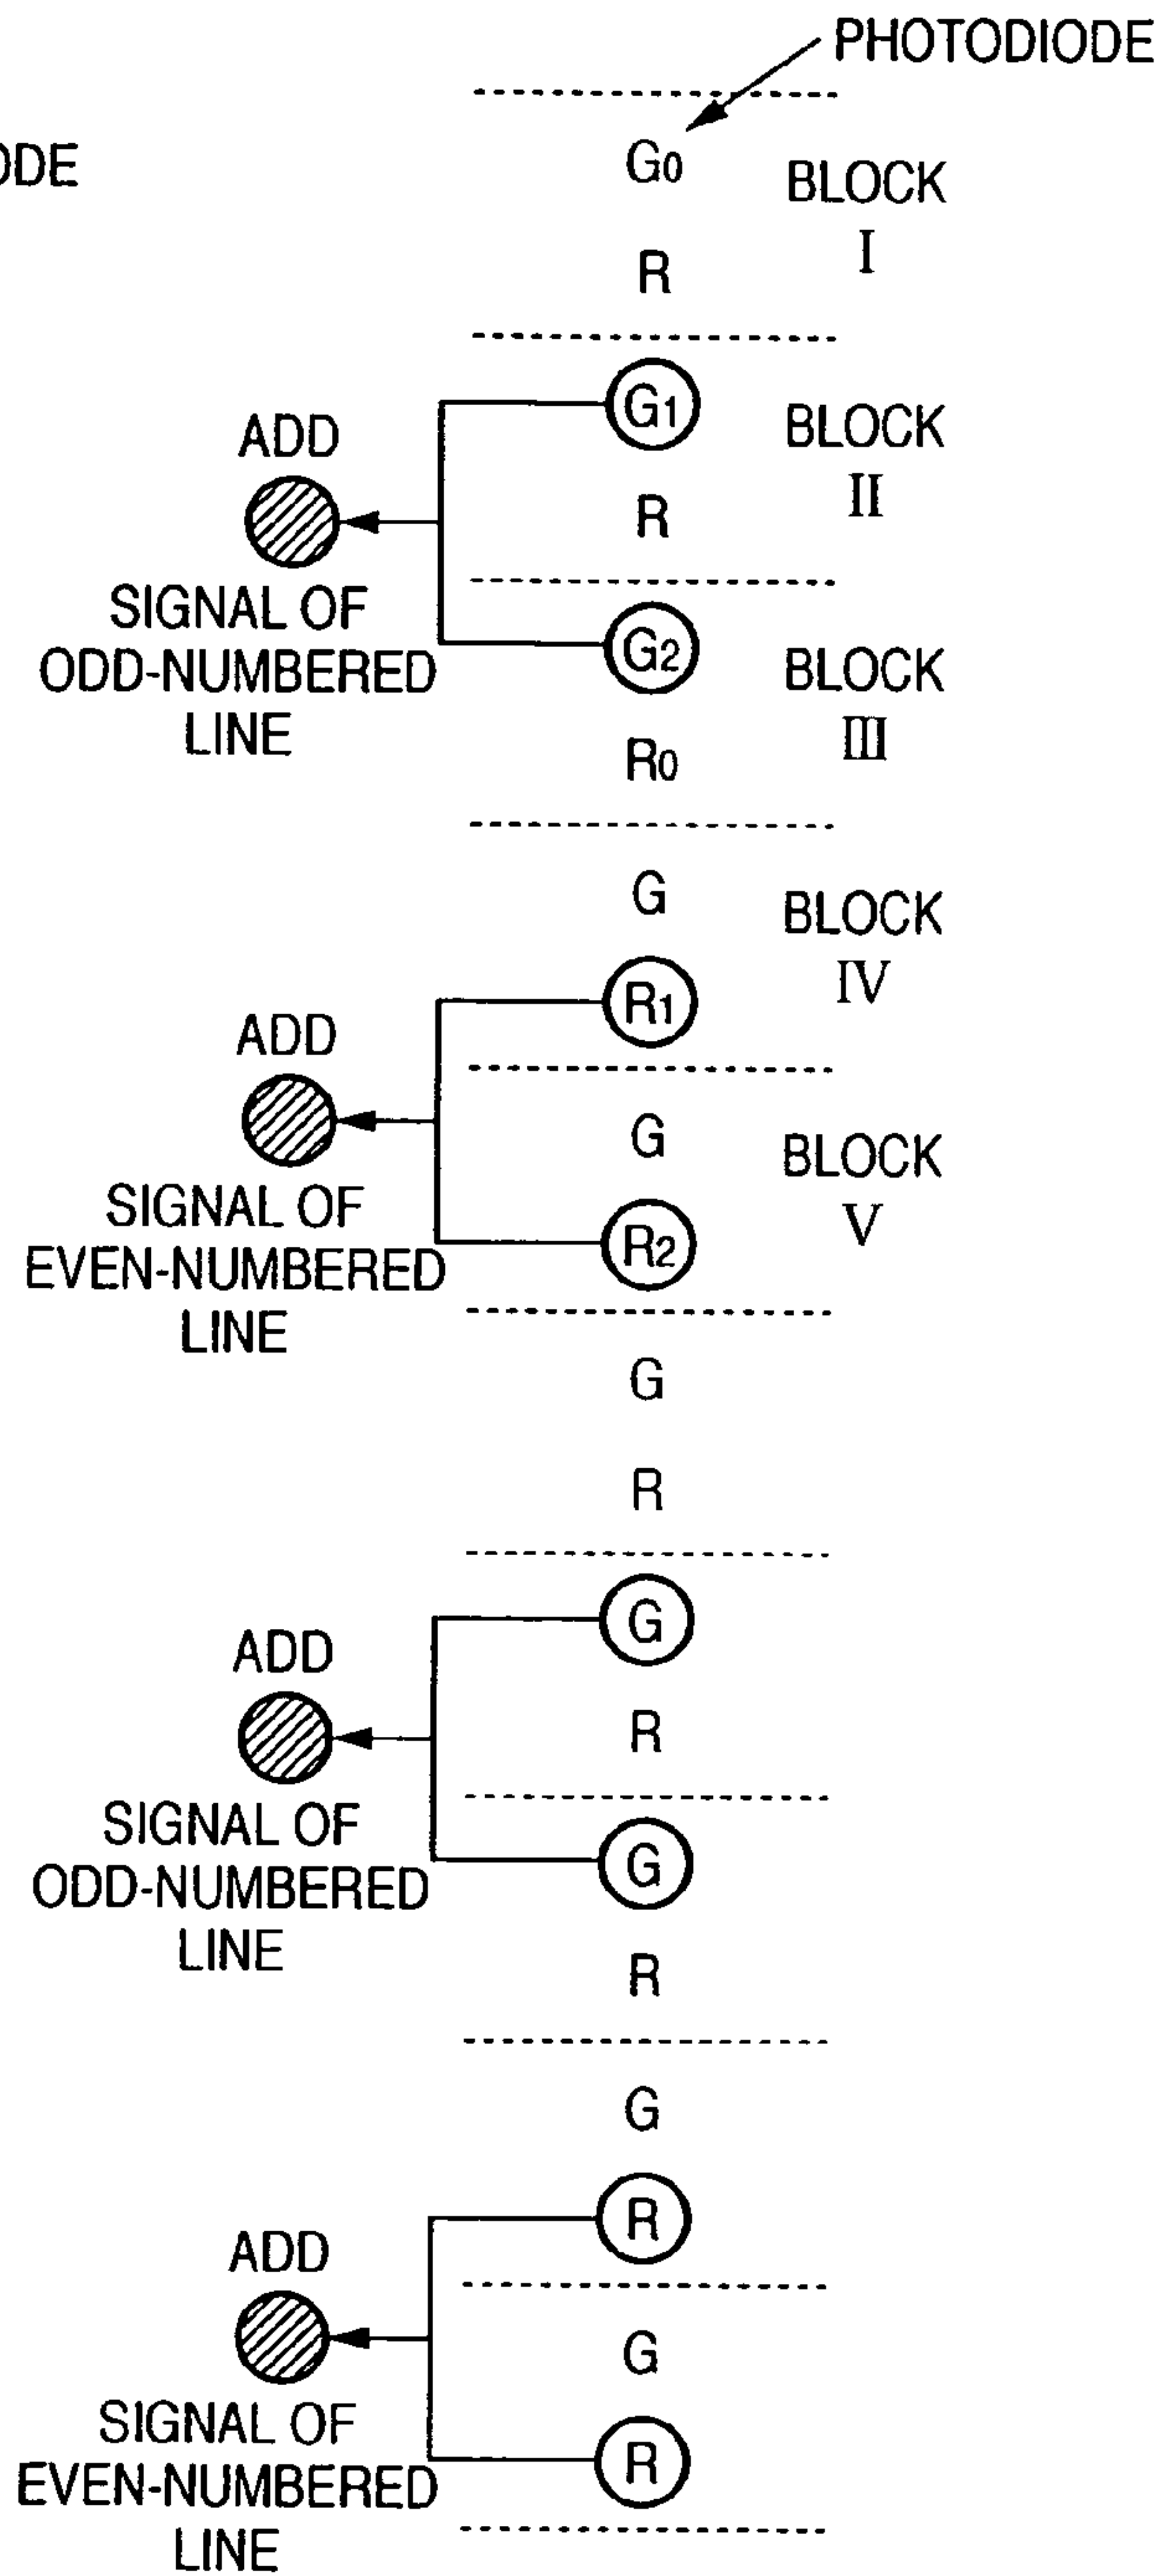 PHOTODIODE
ODE
G0
BLOCK
I
R
G1
BLOCK
II
ADD
R
SIGNAL OF
ODD-NUMBERED
LINE
G2
BLOCK
III
R0
G
BLOCK
IV
R1
ADD
G
BLOCK
V
SIGNAL OF
EVEN-NUMBERED
LINE
R2
G
R
G
ADD
R
SIGNAL OF
ODD-NUMBERED
LINE
G
R
G
R
ADD
G
SIGNAL OF
EVEN-NUMBERED
LINE
R